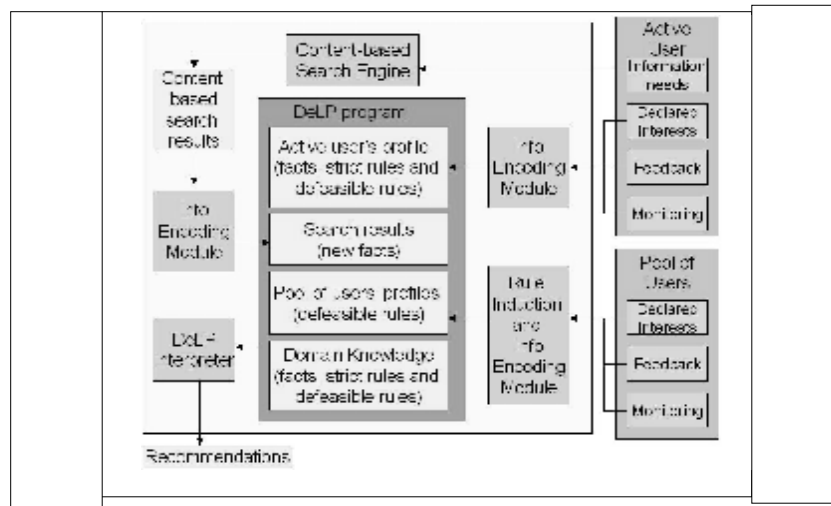 Content-based
Search Engine
Content
based
search
results
Info
Encoding
Module
DeLP
Interpreter
Recommendations
DeLP program
Active user's profile
(facts, strict rules and
defeasible rules)
Search results
(new facts)
Pool of users' profiles
(defeasible rules)
Domain Knowledge
(facts, strict rules and
defeasible rules)
Info
Encoding
Module
Rule
Induction
and
Info
Encoding
Module
Active
User
Information
needs
Declared
Interests
Feedback
Monitoring
Pool of
Users
Declared
Interests
Feedback
Monitoring